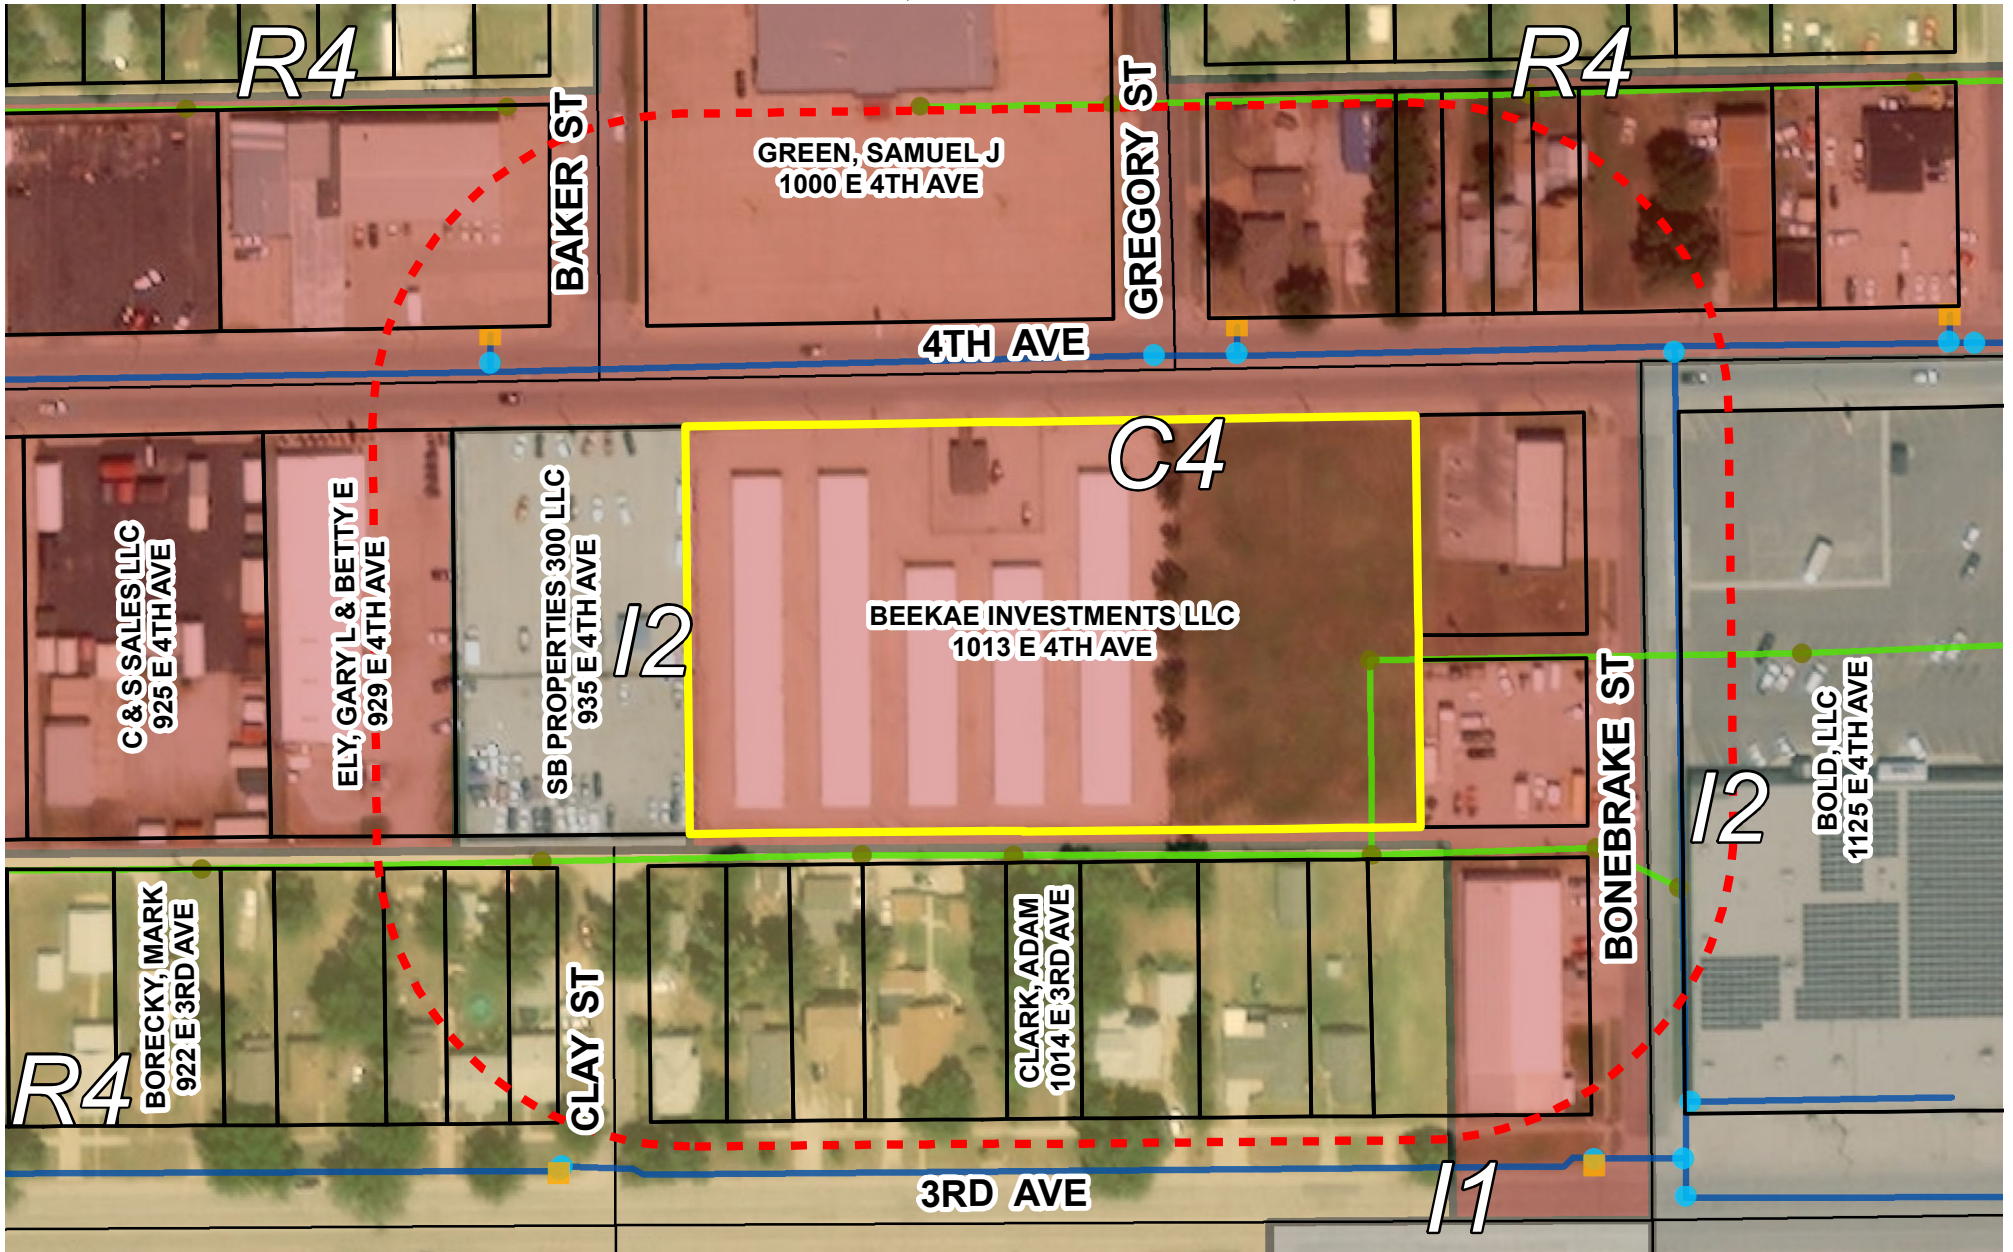 R4
R4
BAKER ST
GREGORY ST
GREEN, SAMUEL J
1000 E 4TH AVE
4TH AVE
C4
C & S SALES LLC
925 E 4TH AVE
ELY, GARY L & BETTY E
929 E 4TH AVE
SB PROPERTIES 300 LLC
935 E 4TH AVE
I2
BEEKAE INVESTMENTS LLC
1013 E 4TH AVE
BONEBRAKE ST
I2
BOLD, LLC
1125 E 4TH AVE
R4
BORECKY, MARK
922 E 3RD AVE
CLAY ST
CLARK, ADAM
1014 E 3RD AVE
3RD AVE
I1